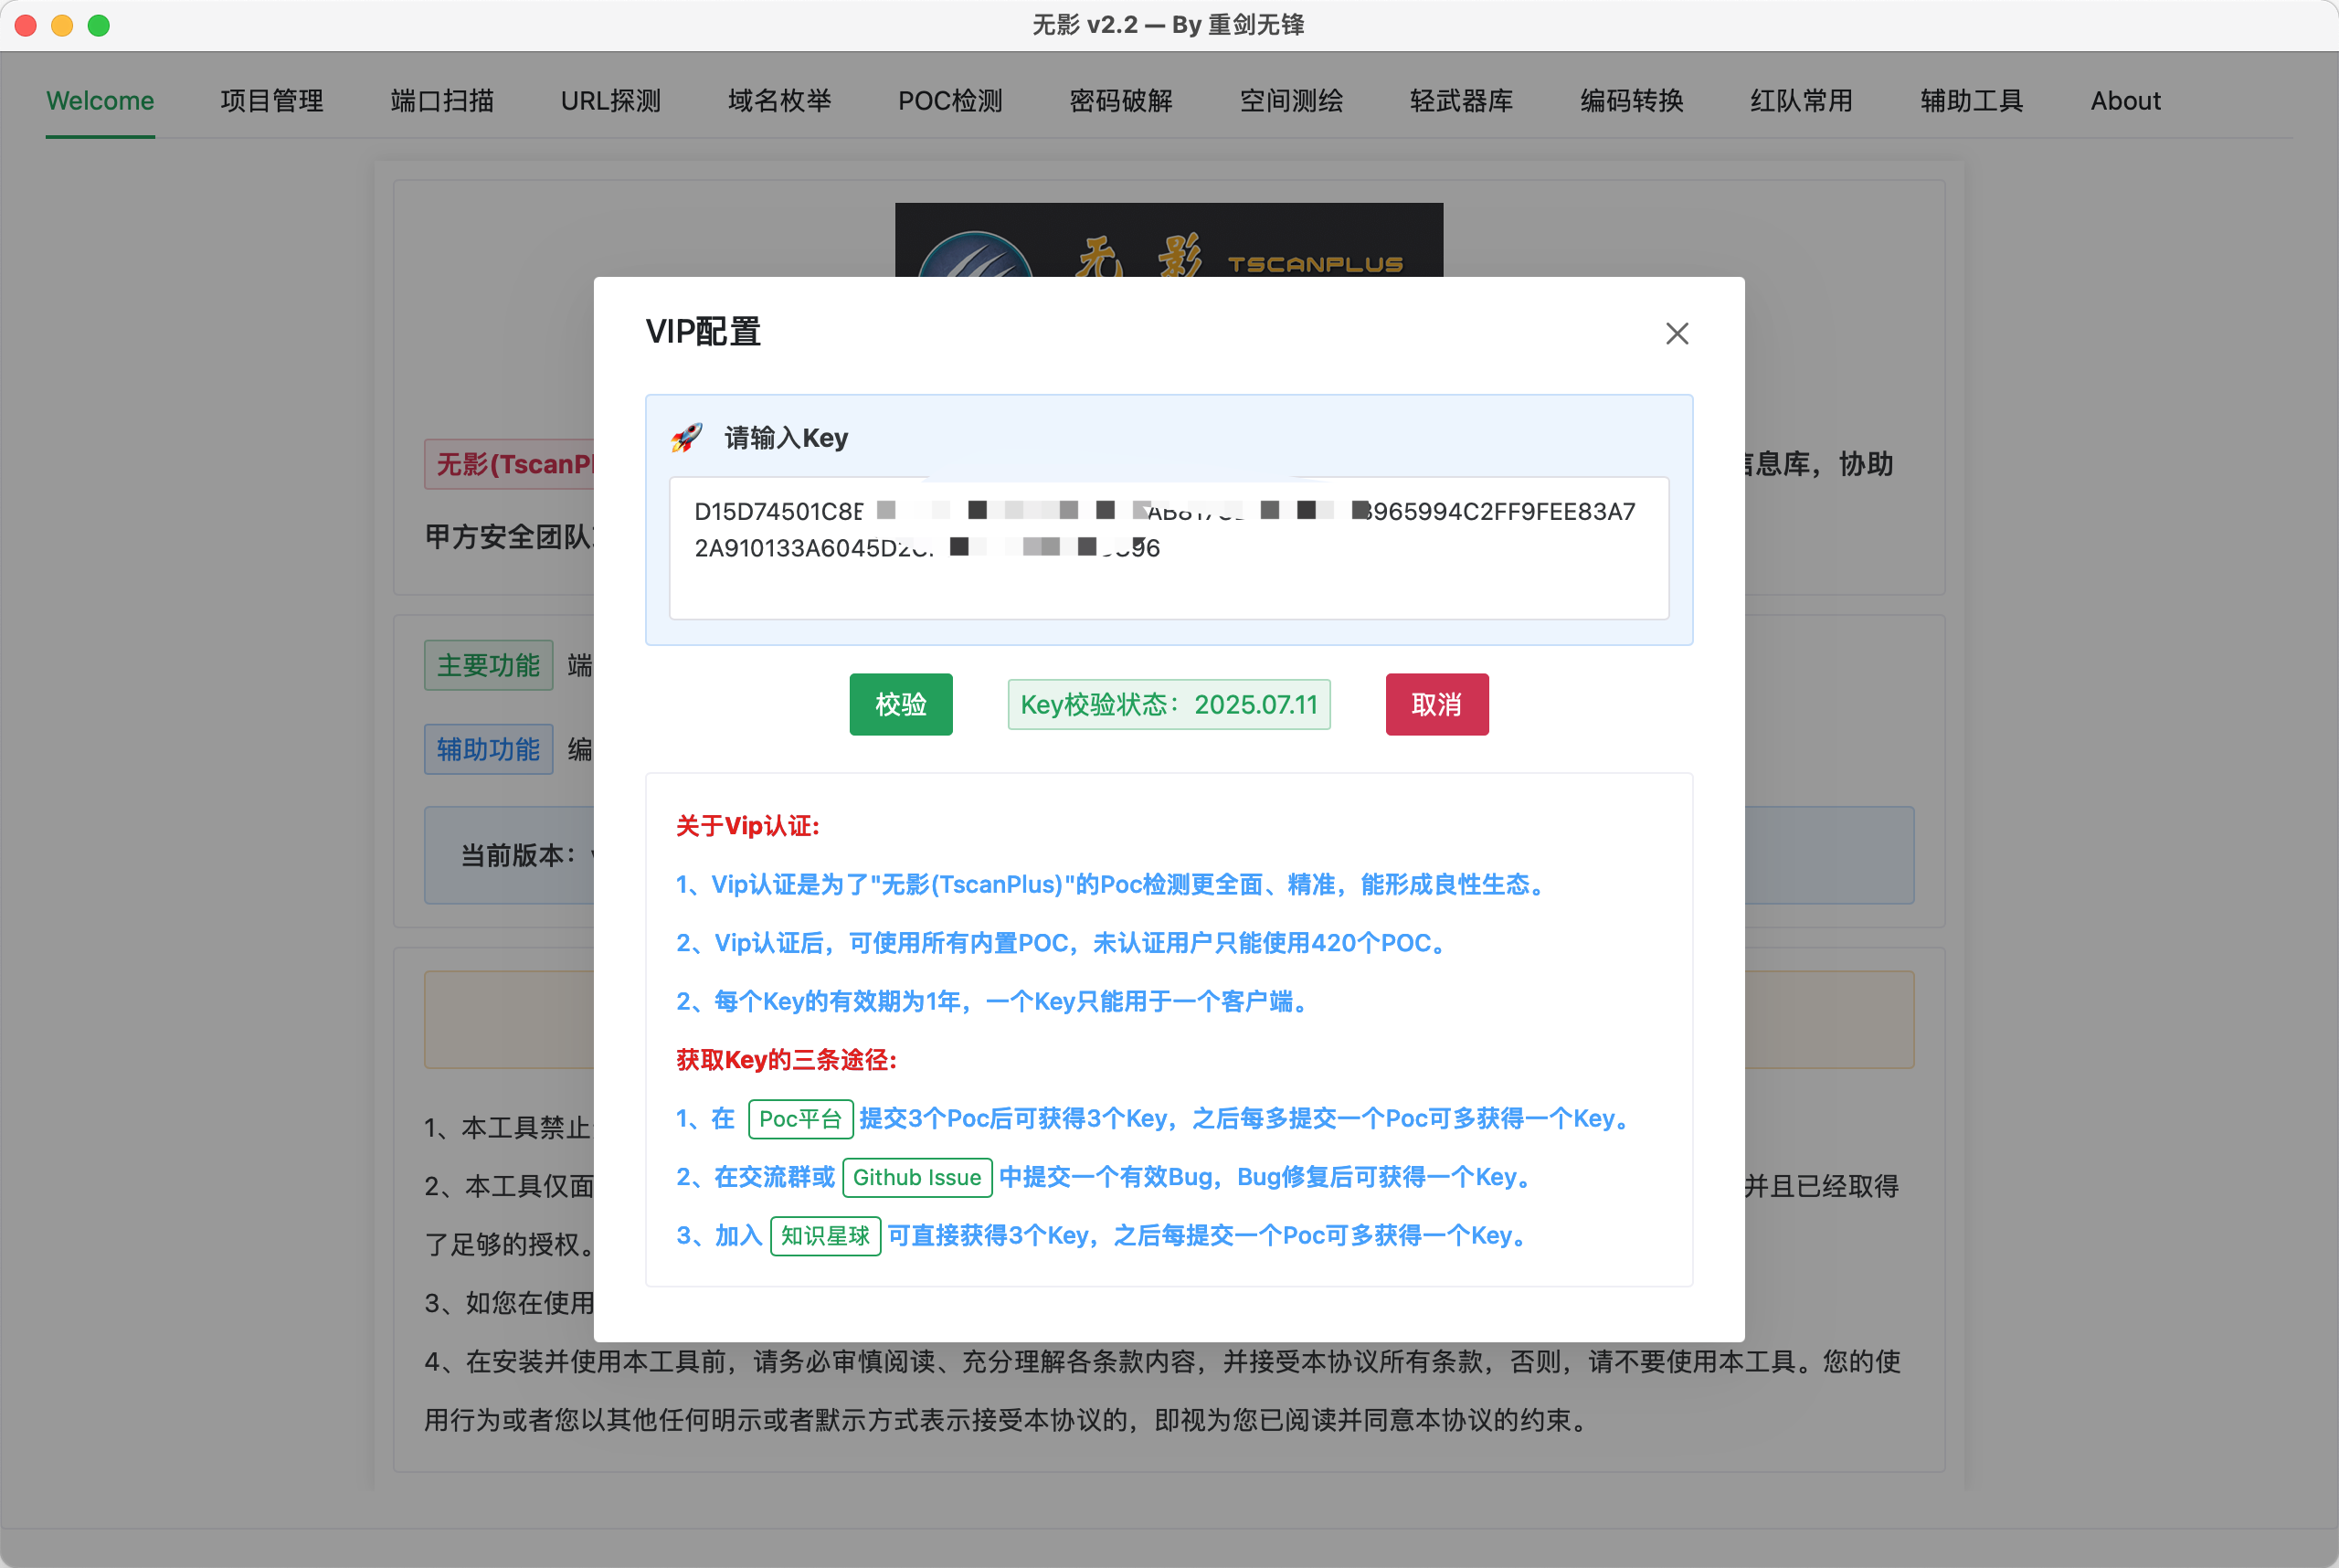 无影 v2.2 — By 重剑无锋
Welcome 项目管理 端口扫描 URL探测 域名枚举 POC检测 密码破解 空间测绘 轻武器库 编码转换 红队常用 辅助工具 About
无影 TSCANPLUS
VIP配置
无影(TscanPl
信息库，协助
甲方安全团队
请输入Key
D15D74501C8E
965994C2FF9FEE83A7
2A910133A6045D2
96
主要功能 端
校验 Key校验状态：2025.07.11 取消
辅助功能 编
当前版本：
关于Vip认证:
1、Vip认证是为了"无影(TscanPlus)"的Poc检测更全面、精准，能形成良性生态。
2、Vip认证后，可使用所有内置POC，未认证用户只能使用420个POC。
2、每个Key的有效期为1年，一个Key只能用于一个客户端。
获取Key的三条途径:
1、在 Poc平台 提交3个Poc后可获得3个Key，之后每多提交一个Poc可多获得一个Key。
2、在交流群或 Github Issue 中提交一个有效Bug，Bug修复后可获得一个Key。
3、加入 知识星球 可直接获得3个Key，之后每提交一个Poc可多获得一个Key。
1、本工具禁止
2、本工具仅面
并且已经取得
了足够的授权。
3、如您在使用
4、在安装并使用本工具前，请务必审慎阅读、充分理解各条款内容，并接受本协议所有条款，否则，请不要使用本工具。您的使
用行为或者您以其他任何明示或者默示方式表示接受本协议的，即视为您已阅读并同意本协议的约束。